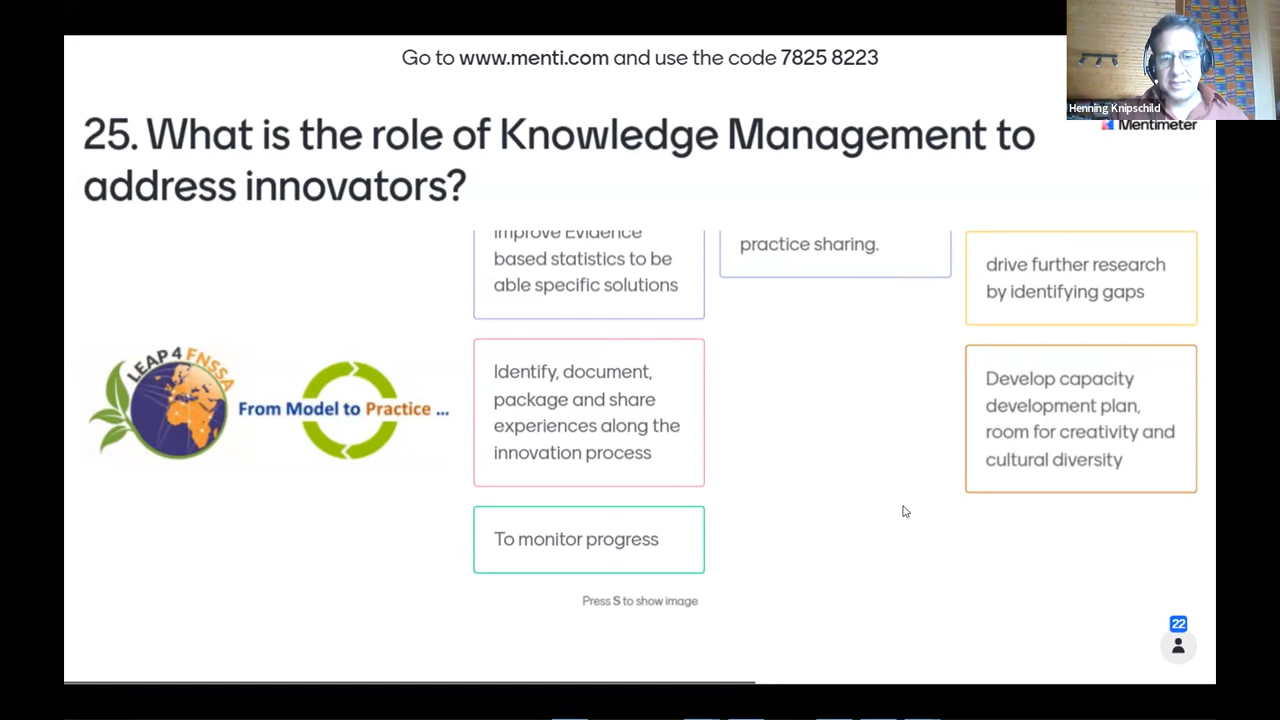 Go to www.menti.com and use the code 7825 8223
Henning Knipschild
Mentimeter
25. What is the role of Knowledge Management to
address innovators?
improve Evidence
based statistics to be
able specific solutions
practice sharing.
drive further research
by identifying gaps
LEAP4 FNSSA
From Model to Practice ...
Identify, document,
package and share
experiences along the
innovation process
Develop capacity
development plan,
room for creativity and
cultural diversity
To monitor progress
Press S to show image
22